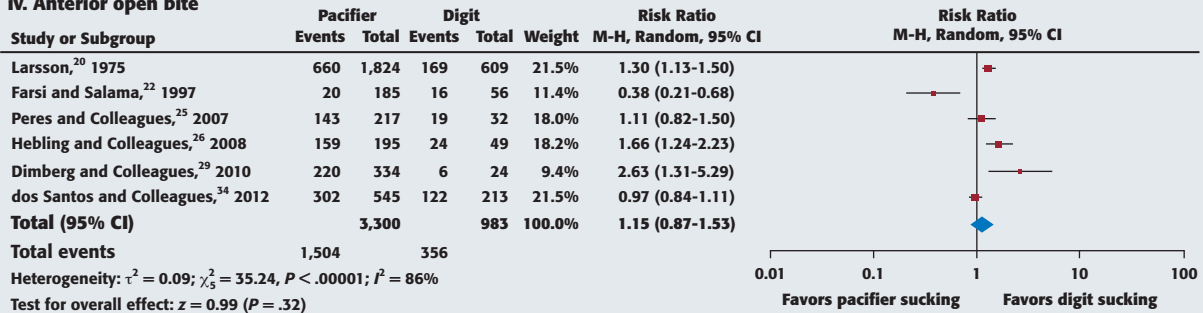 iv. Anterior open bite
Pacifier Digit Risk Ratio Risk Ratio
Study or Subgroup Events Total Events Total Weight M-H, Random, 95% CI M-H, Random, 95% CI
Larsson,20 1975 660 1,824 169 609 21.5% 1.30 (1.13-1.50)
Farsi and Salama,22 1997 20 185 16 56 11.4% 0.38 (0.21-0.68)
Peres and Colleagues,25 2007 143 217 19 32 18.0% 1.11 (0.82-1.50)
Hebling and Colleagues,26 2008 159 195 24 49 18.2% 1.66 (1.24-2.23)
Dimberg and Colleagues,29 2010 220 334 6 24 9.4% 2.63 (1.31-5.29)
dos Santos and Colleagues,34 2012 302 545 122 213 21.5% 0.97 (0.84-1.11)
Total (95% CI) 3,300 983 100.0% 1.15 (0.87-1.53)
Total events 1,504 356
Heterogeneity: τ2 = 0.09; χ25 = 35.24, P < .00001; I2 = 86%
Test for overall effect: z = 0.99 (P = .32)
0.01 0.1 1 10 100
Favors pacifier sucking Favors digit sucking